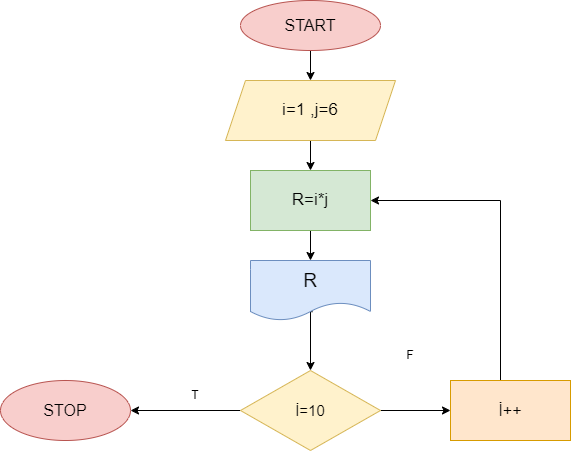 START
i=1 ,j=6
R=i*j
R
F
T
STOP
İ=10
İ++